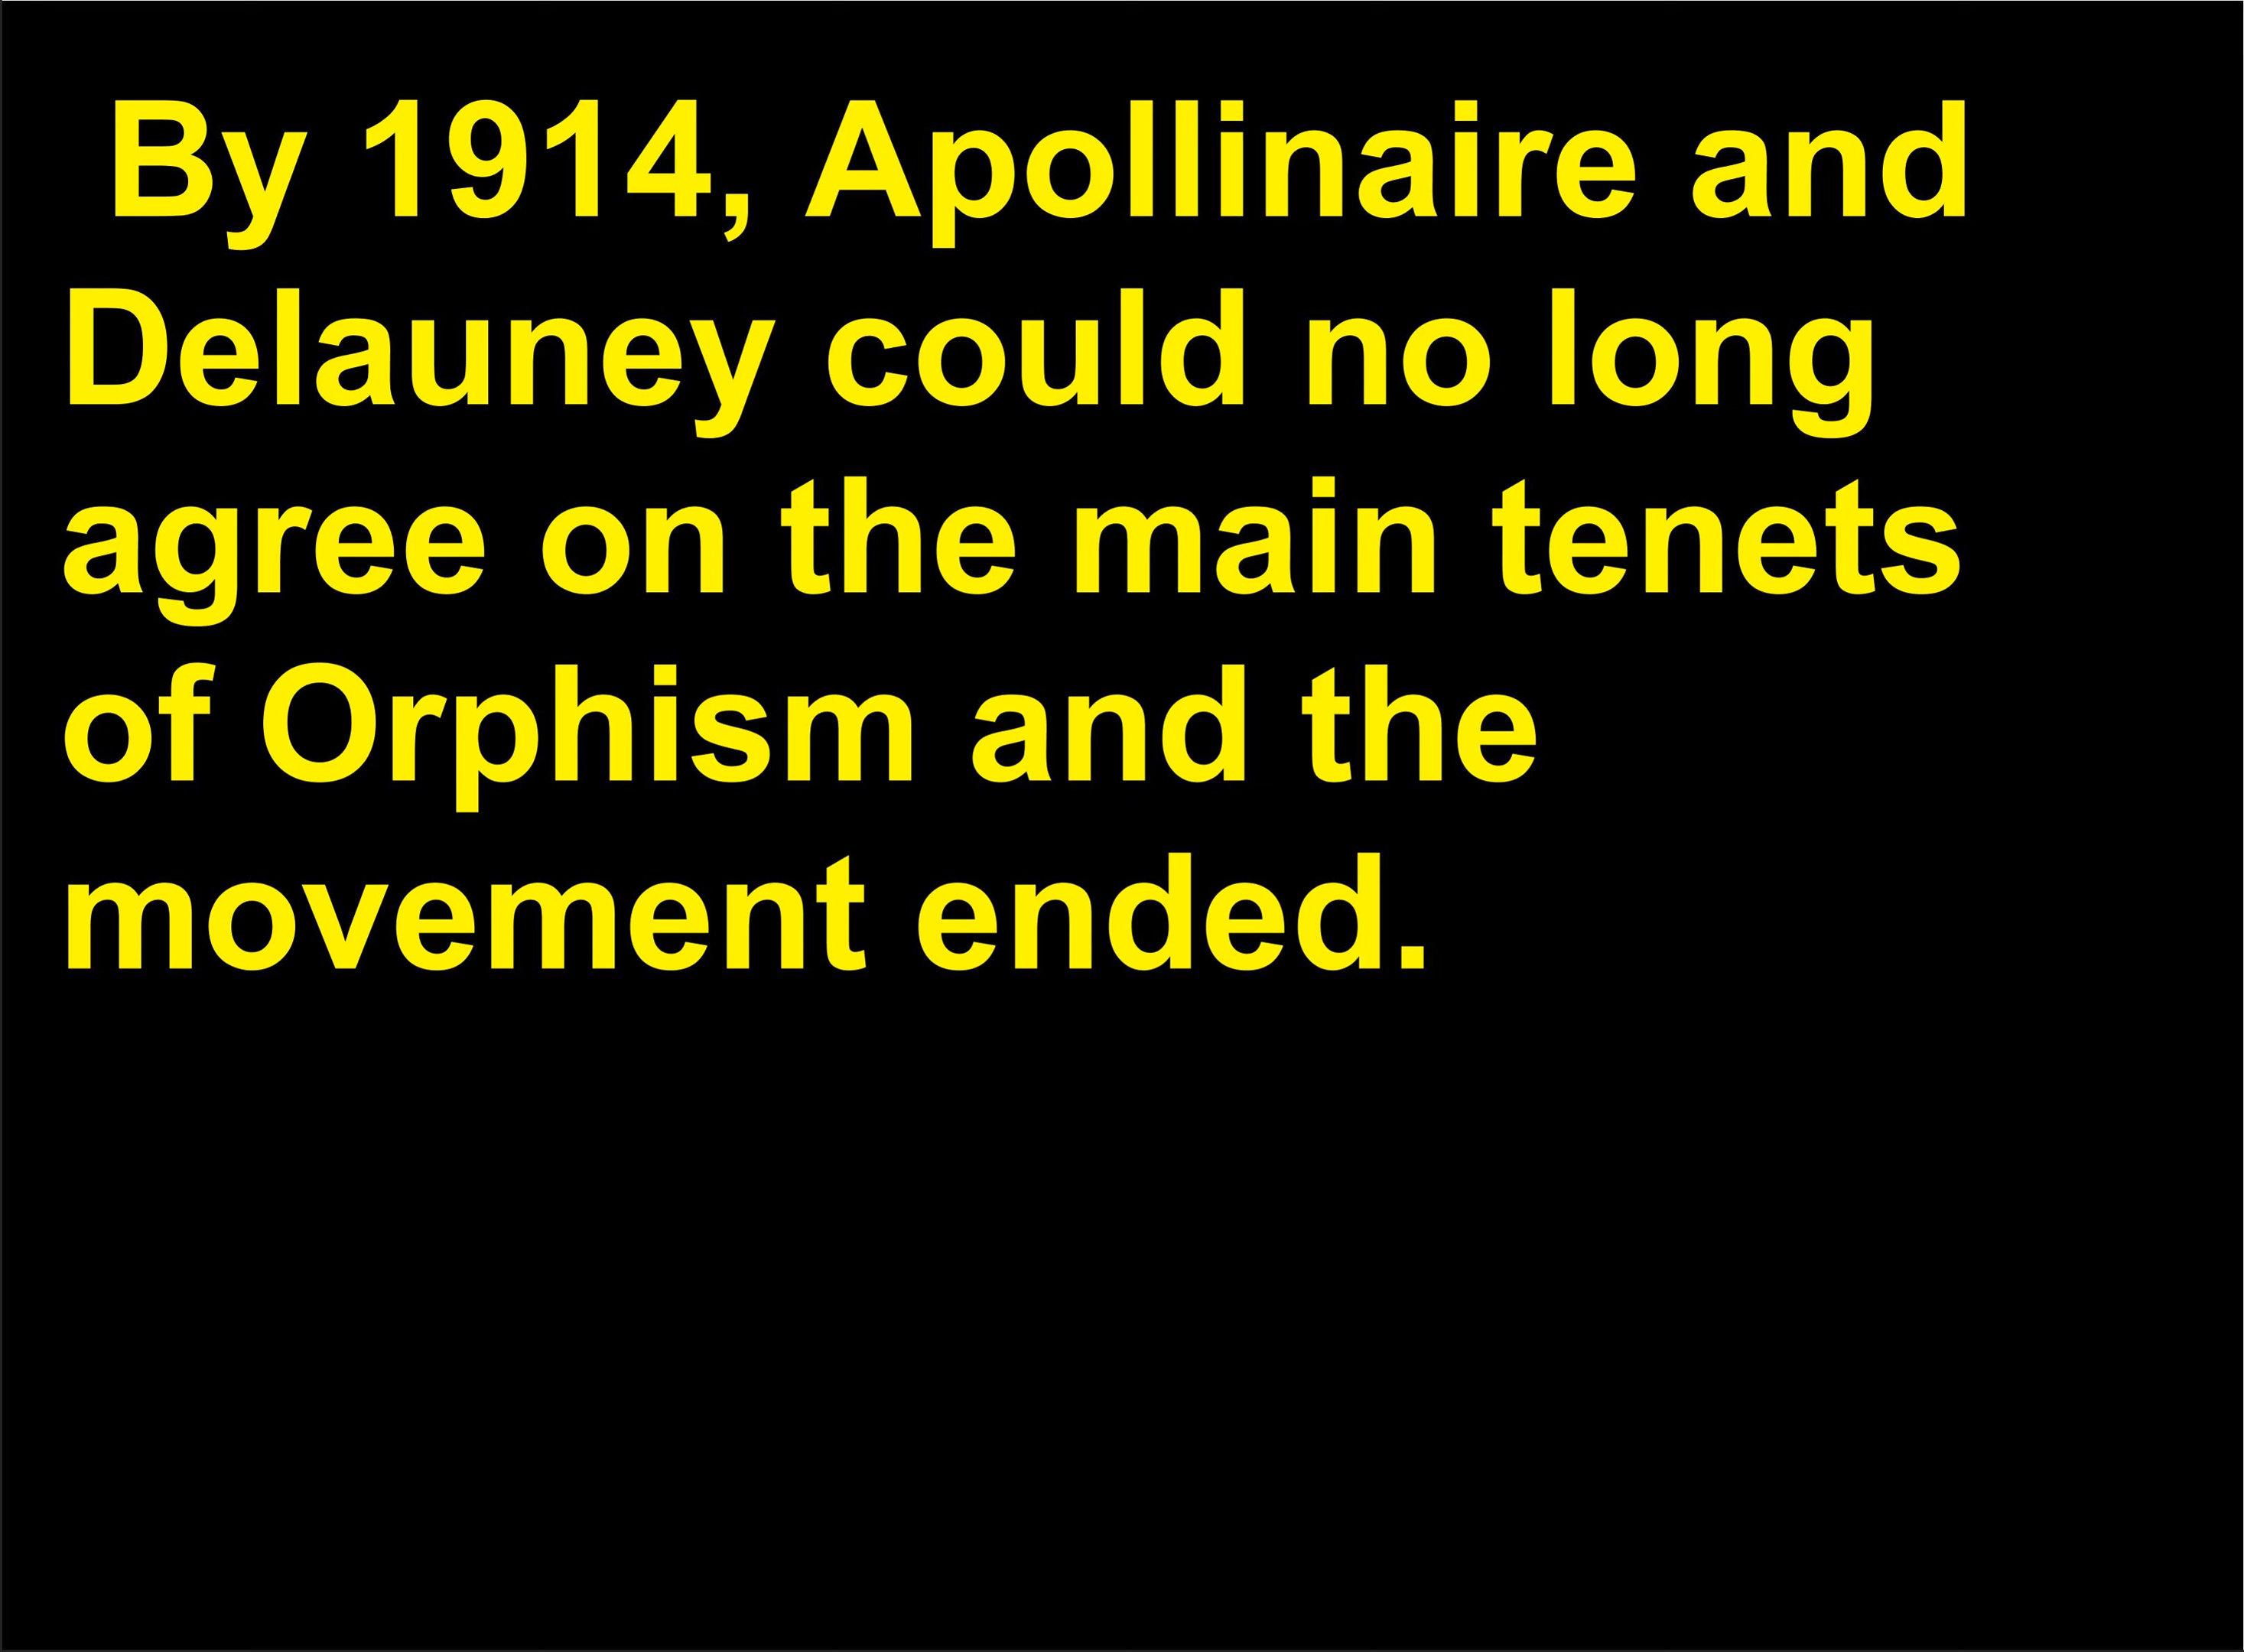 By 1914, Apollinaire and
Delauney could no long
agree on the main tenets
of Orphism and the
movement ended.